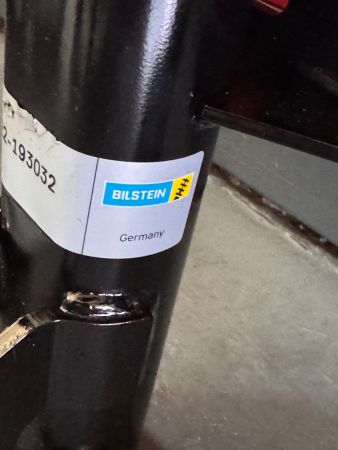 2-193032
BILSTEIN
Germany